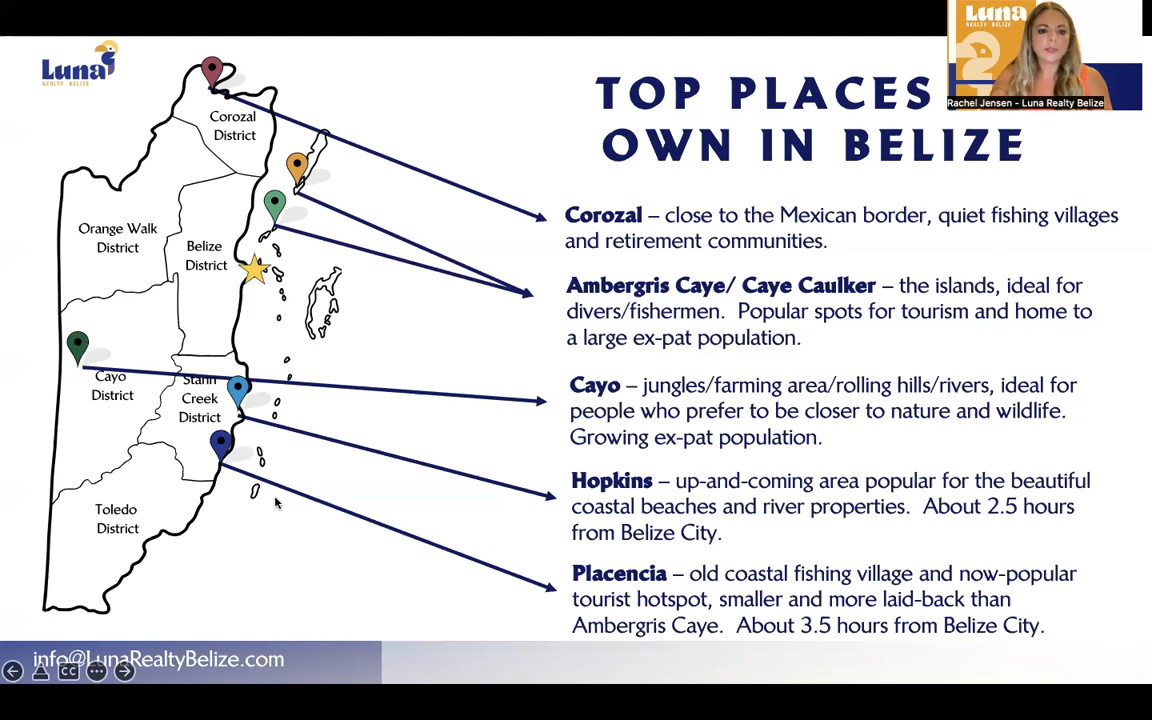 Luna
REALTY BELIZE
Luna
REALTY BELIZE
Rachel Jensen - Luna Realty Belize
TOP PLACES
OWN IN BELIZE
Corozal
District
Orange Walk
District
Belize
District
Cayo
District
Stann
Creek
District
Toledo
District
Corozal – close to the Mexican border, quiet fishing villages
and retirement communities.
Ambergris Caye/ Caye Caulker – the islands, ideal for
divers/fishermen. Popular spots for tourism and home to
a large ex-pat population.
Cayo – jungles/farming area/rolling hills/rivers, ideal for
people who prefer to be closer to nature and wildlife.
Growing ex-pat population.
Hopkins – up-and-coming area popular for the beautiful
coastal beaches and river properties. About 2.5 hours
from Belize City.
Placencia – old coastal fishing village and now-popular
tourist hotspot, smaller and more laid-back than
Ambergris Caye. About 3.5 hours from Belize City.
info@LunaRealtyBelize.com
CC